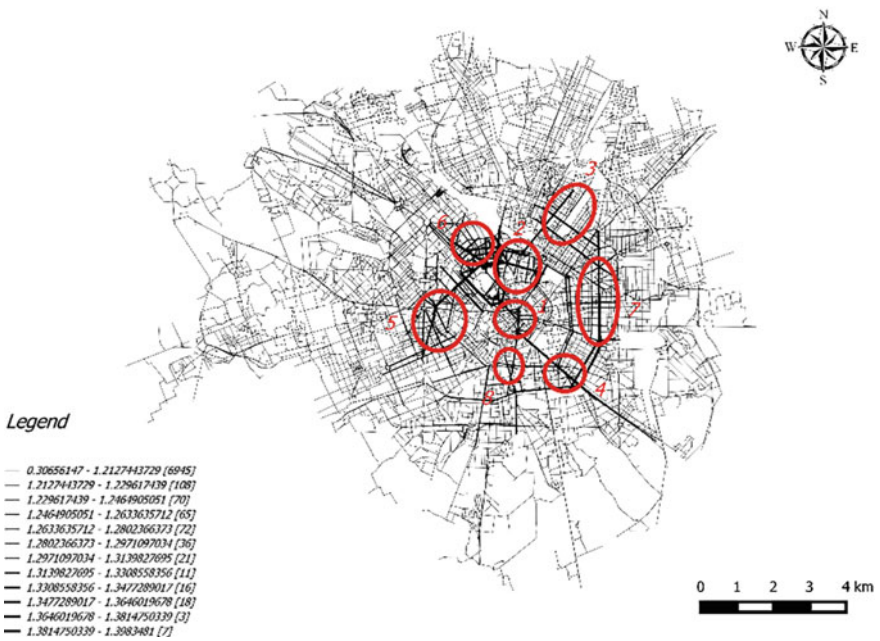 N
W E
S
3
6
2
1
5
7
8
4
Legend
0.30656147 - 1.2127443729 [6945]
1.2127443729 - 1.229617439 [108]
1.229617439 - 1.2464905051 [70]
1.2464905051 - 1.2633635712 [65]
1.2633635712 - 1.2802366373 [72]
1.2802366373 - 1.2971097034 [36]
1.2971097034 - 1.3139827695 [21]
1.3139827695 - 1.3308558356 [11]
1.3308558356 - 1.3477289017 [16]
1.3477289017 - 1.3646019678 [18]
1.3646019678 - 1.3814750339 [3]
1.3814750339 - 1.3983481 [7]
0 1 2 3 4 km